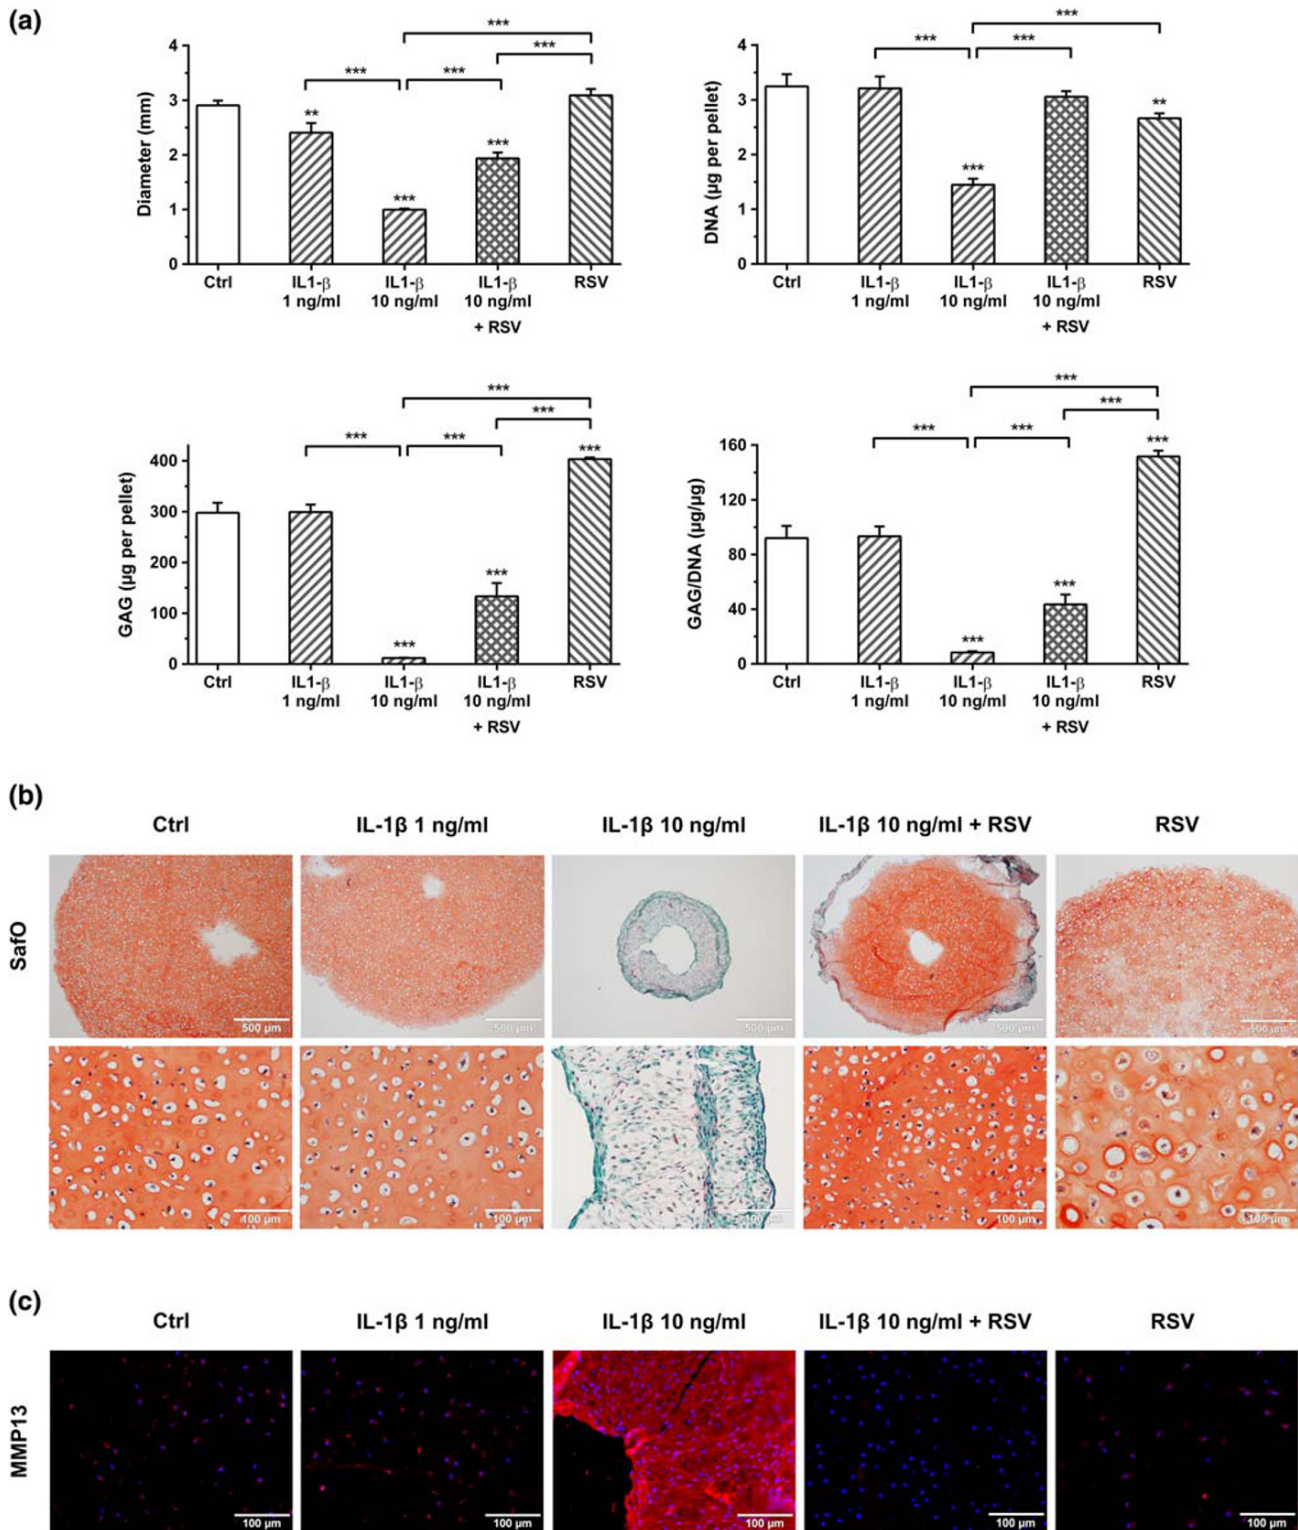 (a)
*** ***
*** ***
*** *** *** ***
Diameter (mm)
4
3
2
1
0
** *** ***
Ctrl IL1-β IL1-β IL1-β RSV
1 ng/ml 10 ng/ml 10 ng/ml
+ RSV
DNA (µg per pellet)
4
3
2
1
0
*** *** **
Ctrl IL1-β IL1-β IL1-β RSV
1 ng/ml 10 ng/ml 10 ng/ml
+ RSV
***
***
*** ***
GAG (µg per pellet)
400
300
200
100
0
*** *** ***
Ctrl IL1-β IL1-β IL1-β RSV
1 ng/ml 10 ng/ml 10 ng/ml
+ RSV
***
***
*** ***
GAG/DNA (µg/µg)
160
120
80
40
0
*** *** ***
Ctrl IL1-β IL1-β IL1-β RSV
1 ng/ml 10 ng/ml 10 ng/ml
+ RSV
(b)
Ctrl IL-1β 1 ng/ml IL-1β 10 ng/ml IL-1β 10 ng/ml + RSV RSV
SafO
500 µm 500 µm 500 µm 500 µm 500 µm
100 µm 100 µm 100 µm 100 µm 100 µm
(c)
Ctrl IL-1β 1 ng/ml IL-1β 10 ng/ml IL-1β 10 ng/ml + RSV RSV
MMP13
100 µm 100 µm 100 µm 100 µm 100 µm